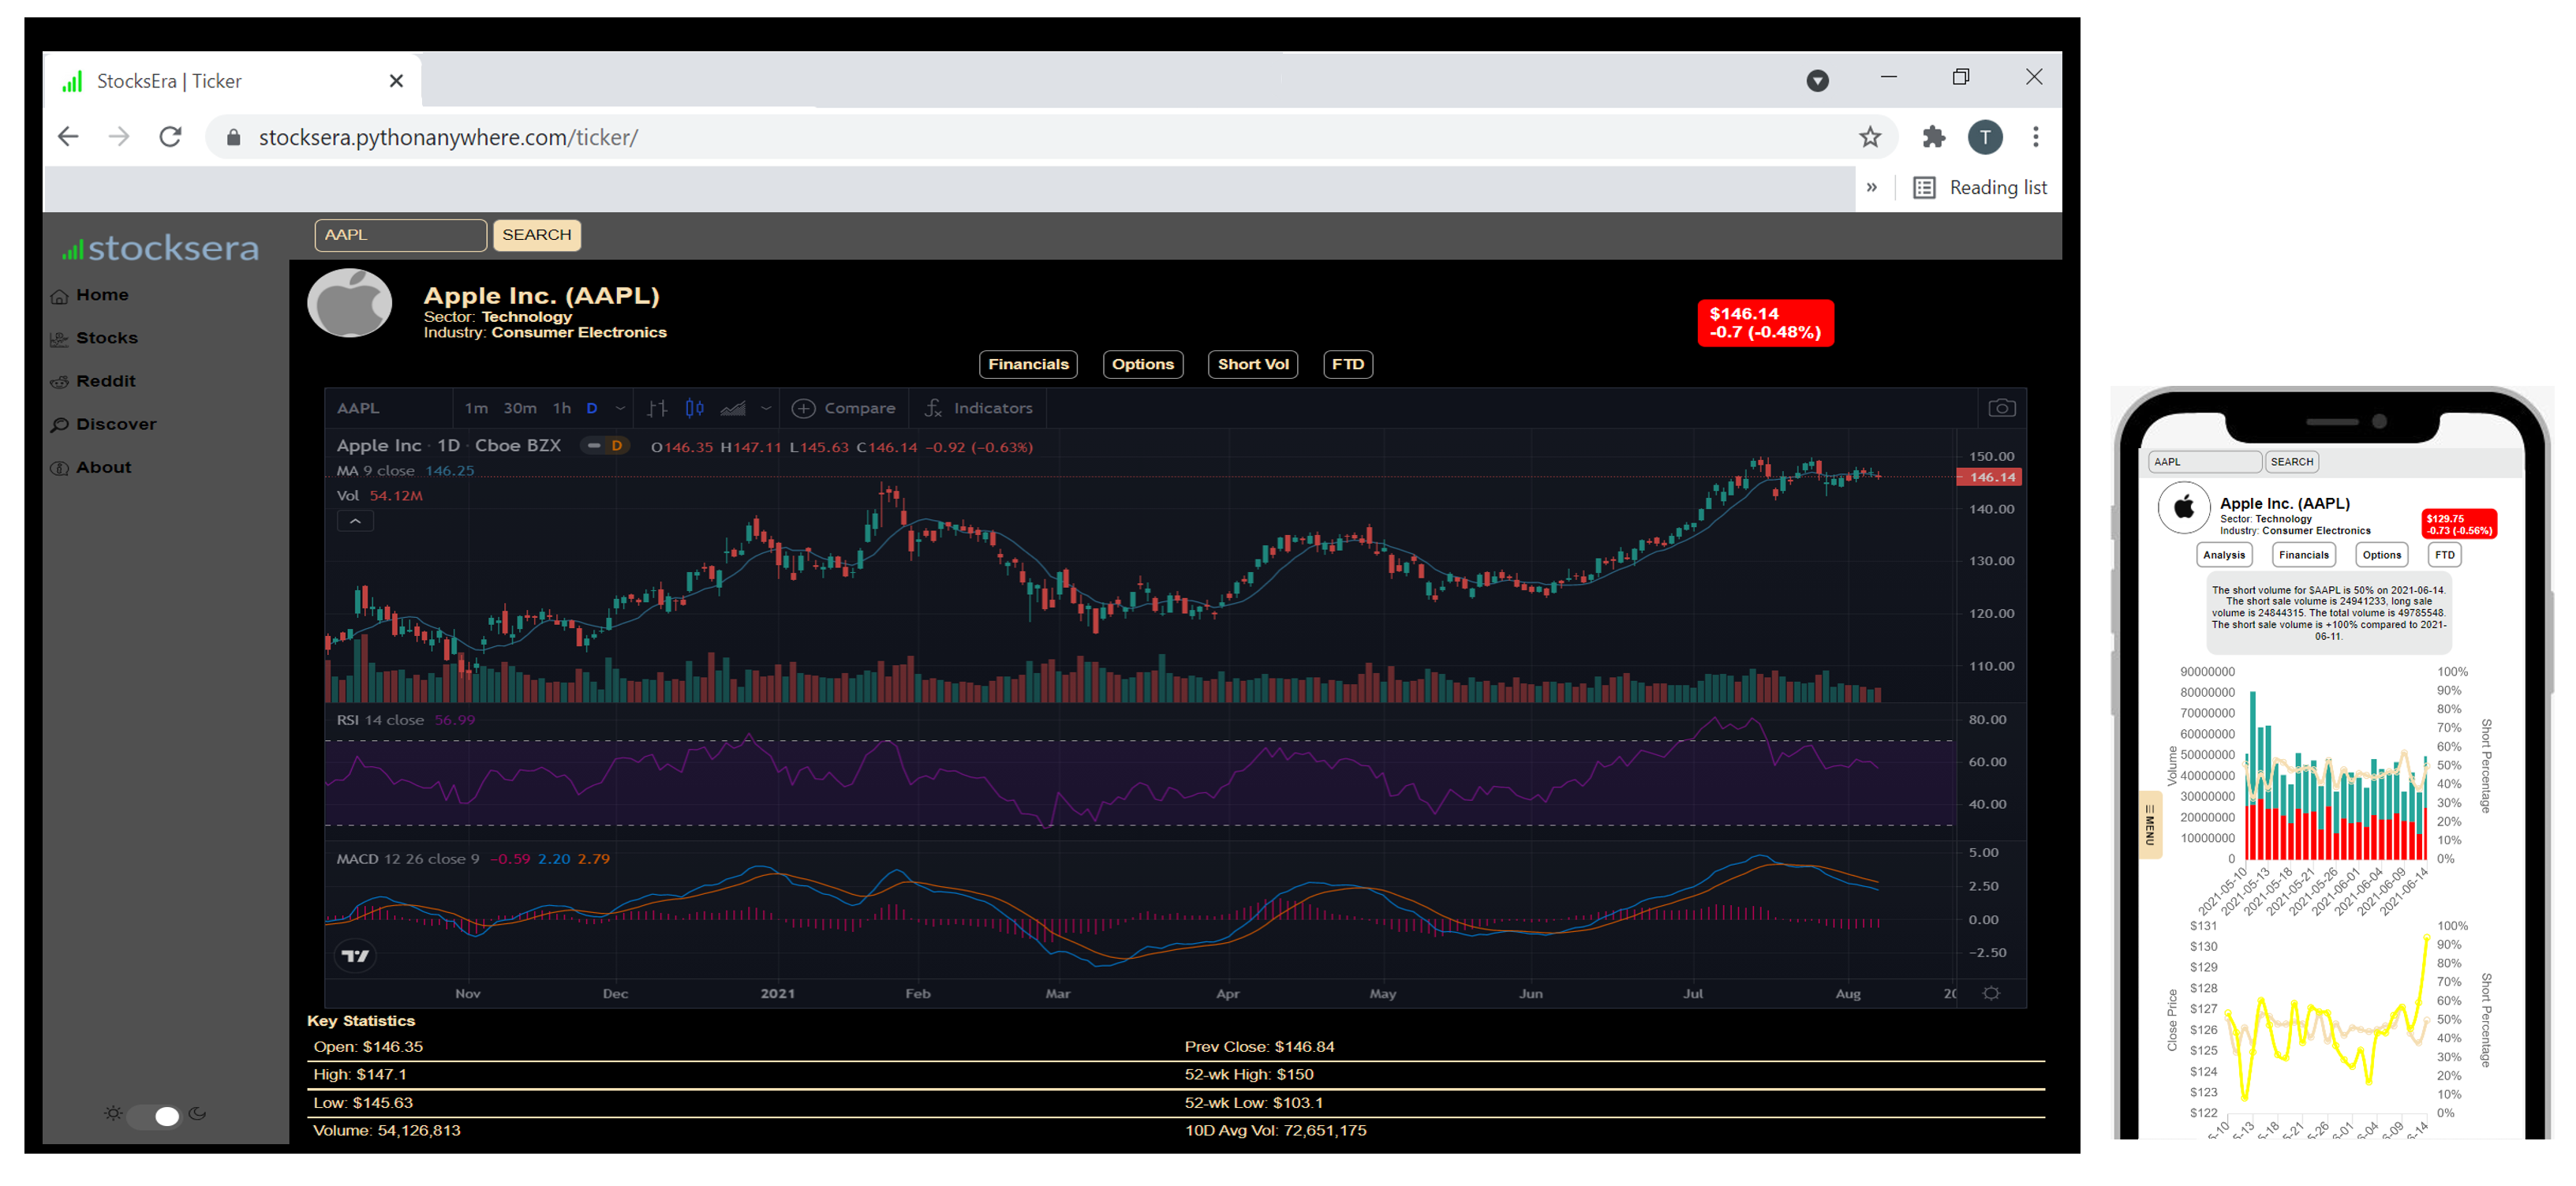 StocksEra | Ticker
stocksera.pythonanywhere.com/ticker/
T
» Reading list
stocksera
AAPL SEARCH
Home
Stocks
Reddit
Discover
About
Apple Inc. (AAPL)
Sector: Technology
Industry: Consumer Electronics
$146.14
-0.7 (-0.48%)
Financials Options Short Vol FTD
AAPL 1m 30m 1h D Compare Indicators
Apple Inc · 1D · Cboe BZX D O146.35 H147.11 L145.63 C146.14 −0.92 (−0.63%)
MA 9 close 146.25
Vol 54.12M
150.00
146.14
140.00
130.00
120.00
110.00
RSI 14 close 56.99
80.00
60.00
40.00
MACD 12 26 close 9 −0.59 2.20 2.79
5.00
2.50
0.00
−2.50
Nov Dec 2021 Feb Mar Apr May Jun Jul Aug
Key Statistics
Open: $146.35 Prev Close: $146.84
High: $147.1 52-wk High: $150
Low: $145.63 52-wk Low: $103.1
Volume: 54,126,813 10D Avg Vol: 72,651,175
AAPL SEARCH
Apple Inc. (AAPL)
Sector: Technology
Industry: Consumer Electronics
$129.75
-0.73 (-0.56%)
Analysis Financials Options FTD
The short volume for $AAPL is 50% on 2021-06-14.
The short sale volume is 24941233, long sale
volume is 24844315. The total volume is 49785548.
The short sale volume is +100% compared to 2021-
06-11.
90000000 100%
80000000 90%
70000000 80%
60000000 70%
50000000 60%
40000000 50%
30000000 40%
20000000 30%
10000000 20%
0 10%
0%
Volume
Short Percentage
MENU
2021-05-10 2021-05-13 2021-05-18 2021-05-21 2021-05-26 2021-06-01 2021-06-04 2021-06-09 2021-06-14
$131 100%
$130 90%
$129 80%
$128 70%
$127 60%
$126 50%
$125 40%
$124 30%
$123 20%
$122 10%
0%
Close Price
Short Percentage
5-10 5-13 5-18 5-21 5-26 6-01 6-04 6-09 6-14